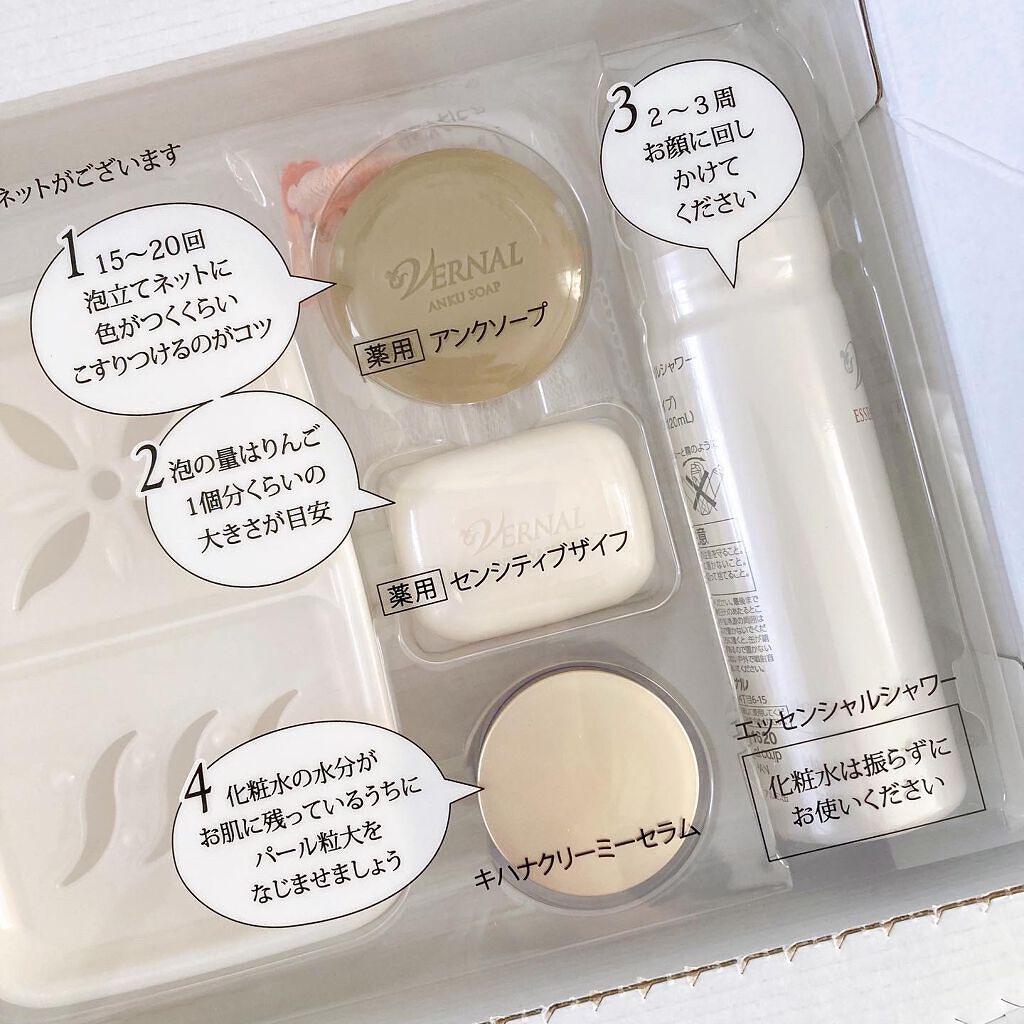 ネットがございます
1 15〜20回
泡立てネットに
色がつくくらい
こすりつけるのがコツ
VERNAL
ANKU SOAP
薬用 アンクソープ
2 泡の量はりんご
1個分くらいの
大きさが目安
VERNAL
薬用 センシティブザイフ
3 2〜3周
お顔に回し
かけて
ください
ルシャワー
プ)
20mL)
エッセンシャルシャワー
化粧水は振らずに
お使いください
4 化粧水の水分が
お肌に残っているうちに
パール粒大を
なじませましょう
キハナクリーミーセラム